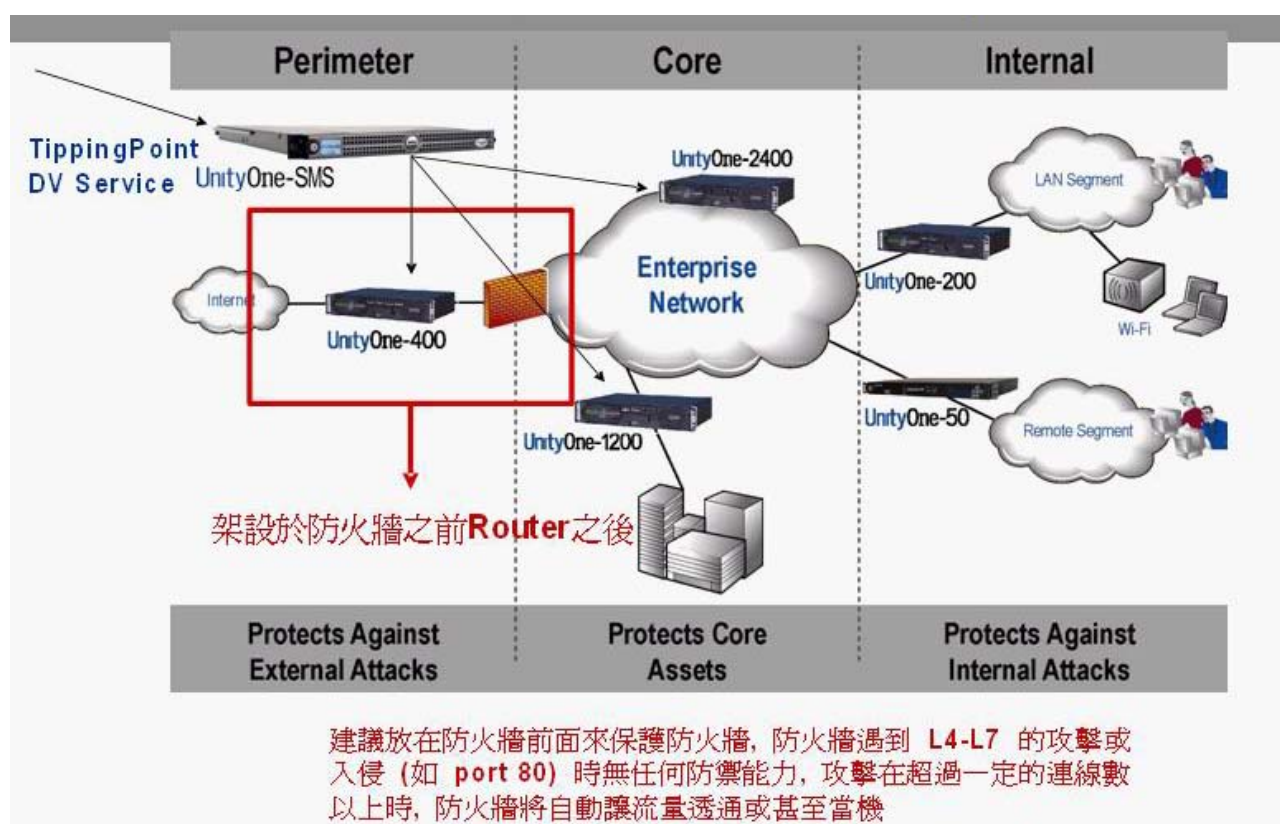 Perimeter
Core
Internal
TippingPoint
DV Service
UnityOne-SMS
UnityOne-2400
LAN Segment
Enterprise
Network
UnityOne-200
Internet
UnityOne-400
Wi-Fi
UnityOne-1200
UnityOne-50
Remote Segment
架設於防火牆之前Router之後
Protects Against
External Attacks
Protects Core
Assets
Protects Against
Internal Attacks
建議放在防火牆前面來保護防火牆, 防火牆遇到 L4-L7 的攻擊或
入侵 (如 port 80) 時無任何防禦能力, 攻擊在超過一定的連線數
以上時, 防火牆將自動讓流量透通或甚至當機